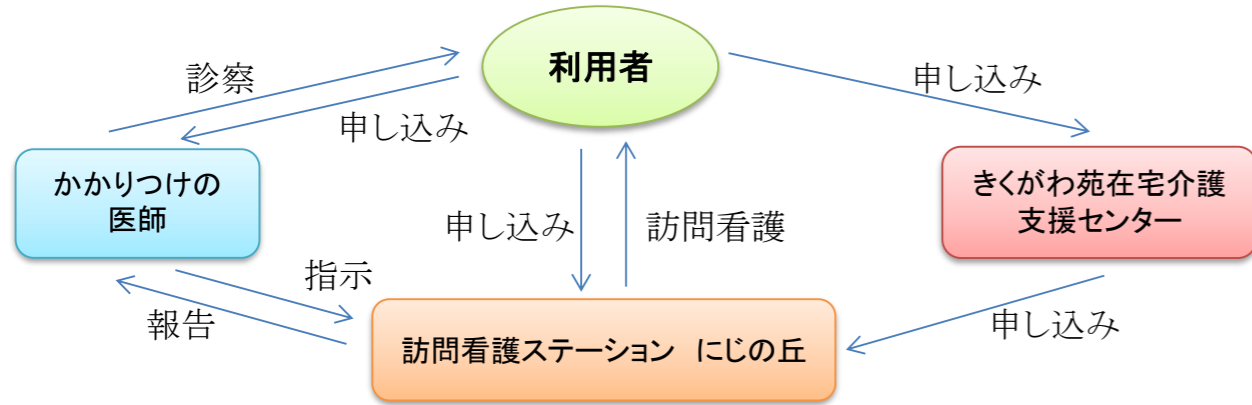 利用者
診察
申し込み
申し込み
かかりつけの
医師
きくがわ苑在宅介護
支援センター
申し込み
訪問看護
指示
報告
申し込み
訪問看護ステーション　にじの丘